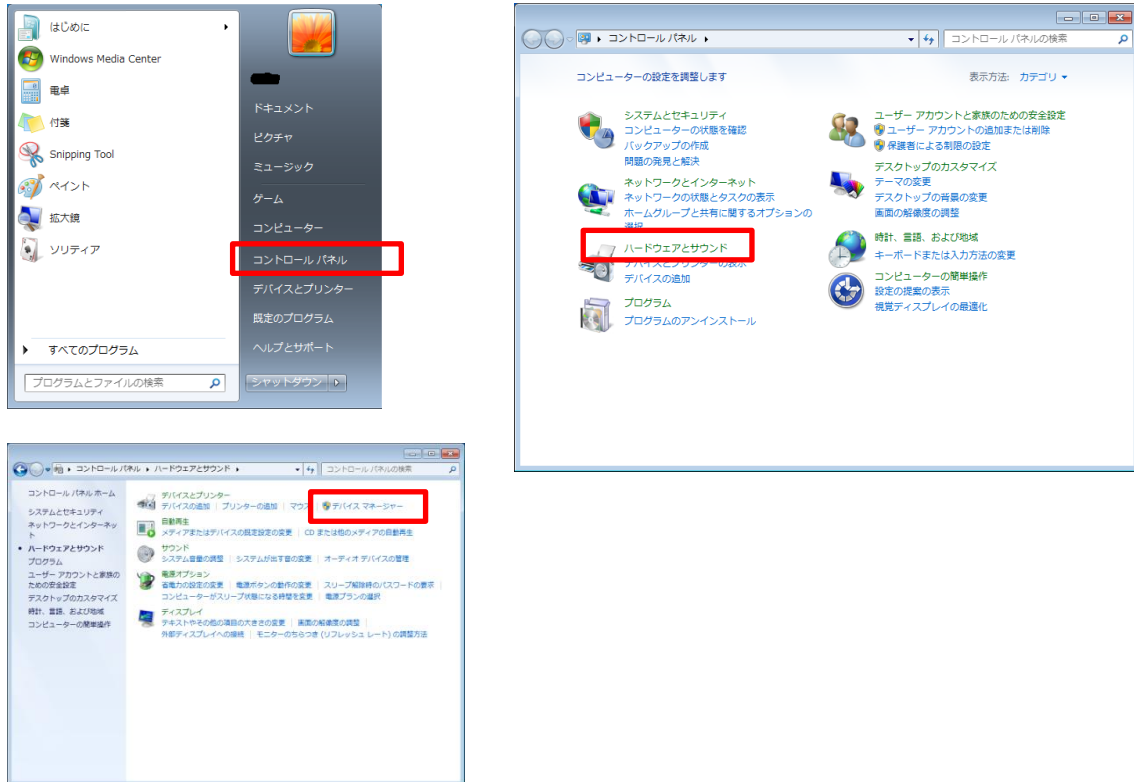 はじめに
Windows Media Center
電卓
付箋
Snipping Tool
ペイント
拡大鏡
ソリティア
すべてのプログラム
プログラムとファイルの検索
ドキュメント
ピクチャ
ミュージック
ゲーム
コンピューター
コントロール パネル
デバイスとプリンター
既定のプログラム
ヘルプとサポート
シャットダウン
コントロール パネル
コントロール パネルの検索
コンピューターの設定を調整します
表示方法: カテゴリ
システムとセキュリティ
コンピューターの状態を確認
バックアップの作成
問題の発見と解決
ネットワークとインターネット
ネットワークの状態とタスクの表示
ホームグループと共有に関するオプションの
選択
ハードウェアとサウンド
デバイスとプリンターの表示
デバイスの追加
プログラム
プログラムのアンインストール
ユーザー アカウントと家族のための安全設定
ユーザー アカウントの追加または削除
保護者による制限の設定
デスクトップのカスタマイズ
テーマの変更
デスクトップの背景の変更
画面の解像度の調整
時計、言語、および地域
キーボードまたは入力方法の変更
コンピューターの簡単操作
設定の提案の表示
視覚ディスプレイの最適化
コントロール パネル ハードウェアとサウンド
コントロール パネルの検索
コントロール パネル ホーム
システムとセキュリティ
ネットワークとインターネッ
ト
ハードウェアとサウンド
プログラム
ユーザー アカウントと家族の
ための安全設定
デスクトップのカスタマイズ
時計、言語、および地域
コンピューターの簡単操作
デバイスとプリンター
デバイスの追加 プリンターの追加 マウス デバイス マネージャー
自動再生
メディアまたはデバイスの既定設定の変更 CD または他のメディアの自動再生
サウンド
システム音量の調整 システムが出す音の変更 オーディオ デバイスの管理
電源オプション
省電力の設定の変更 電源ボタンの動作の変更 スリープ解除時のパスワードの要求
コンピューターがスリープ状態になる時間を変更 電源プランの選択
ディスプレイ
テキストやその他の項目の大きさの変更 画面の解像度の調整
外部ディスプレイへの接続 モニターのちらつき (リフレッシュ レート) の調整方法